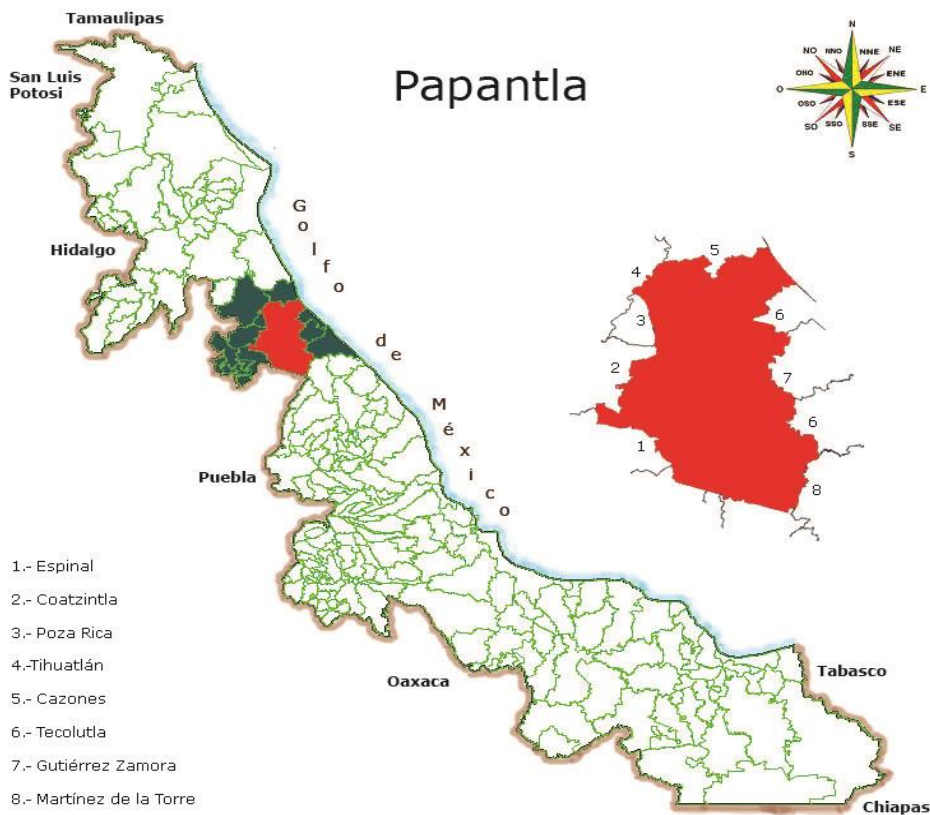 Tamaulipas
San Luis
Potosi
Papantla
N
NNO
NNE
NO
NE
ONO
ENE
O
E
OSO
ESE
SO
SSO
SSE
SE
S
Hidalgo
Golfo de México
5
4
3
6
2
7
6
1
8
Puebla
Oaxaca
Tabasco
Chiapas
1.- Espinal
2.- Coatzintla
3.- Poza Rica
4.-Tihuatlán
5.- Cazones
6.- Tecolutla
7.- Gutiérrez Zamora
8.- Martínez de la Torre